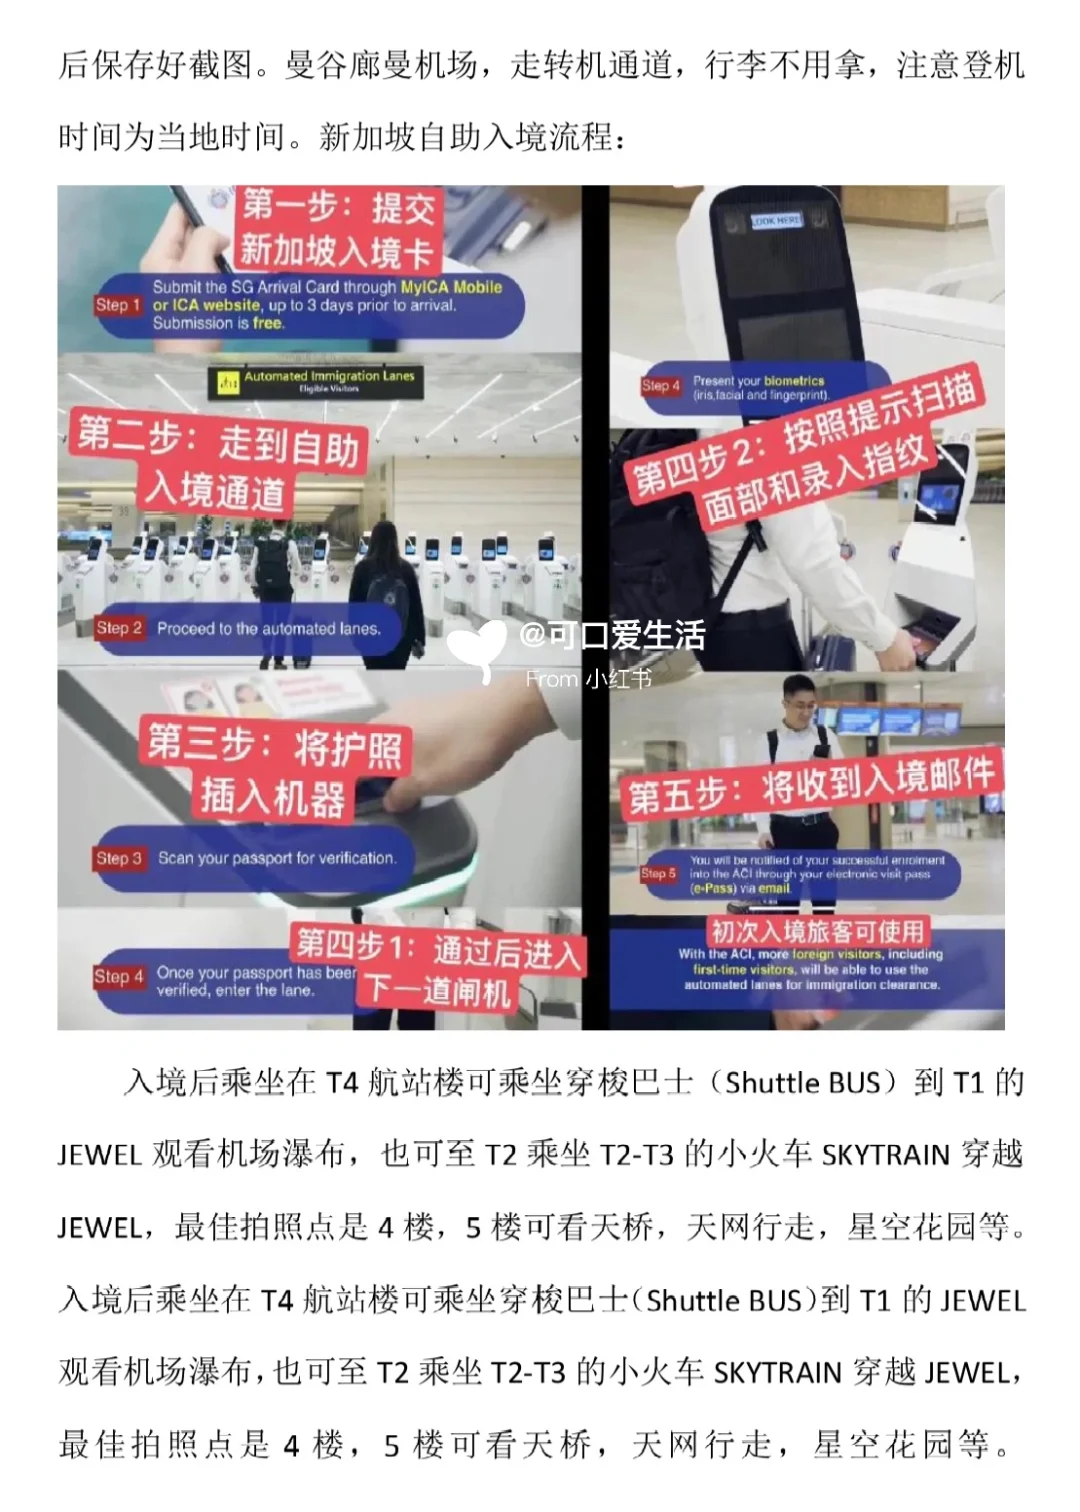 后保存好截图。曼谷廊曼机场，走转机通道，行李不用拿，注意登机
时间为当地时间。新加坡自助入境流程：
第一步：提交
新加坡入境卡
Step 1
Submit the SG Arrival Card through MyICA Mobile
or ICA website, up to 3 days prior to arrival.
Submission is free.
Automated Immigration Lanes
Eligible Visitors
第二步：走到自助
入境通道
Step 2
Proceed to the automated lanes.
第三步：将护照
插入机器
Step 3
Scan your passport for verification.
第四步1：通过后进入
下一道闸机
Step 4
Once your passport has been
verified, enter the lane.
LOOK HERE
Step 4
Present your biometrics
(iris,facial and fingerprint).
第四步2：按照提示扫描
面部和录入指纹
@可口爱生活
From 小红书
第五步：将收到入境邮件
Step 5
You will be notified of your successful enrolment
into the ACI through your electronic visit pass
(e-Pass) via email.
初次入境旅客可使用
With the ACI, more foreign visitors, including
first-time visitors, will be able to use the
automated lanes for immigration clearance.
入境后乘坐在 T4 航站楼可乘坐穿梭巴士（Shuttle BUS）到 T1 的
JEWEL 观看机场瀑布，也可至 T2 乘坐 T2-T3 的小火车 SKYTRAIN 穿越
JEWEL，最佳拍照点是 4 楼，5 楼可看天桥，天网行走，星空花园等。
入境后乘坐在 T4 航站楼可乘坐穿梭巴士（Shuttle BUS）到 T1 的 JEWEL
观看机场瀑布，也可至 T2 乘坐 T2-T3 的小火车 SKYTRAIN 穿越 JEWEL，
最佳拍照点是 4 楼，5 楼可看天桥，天网行走，星空花园等。